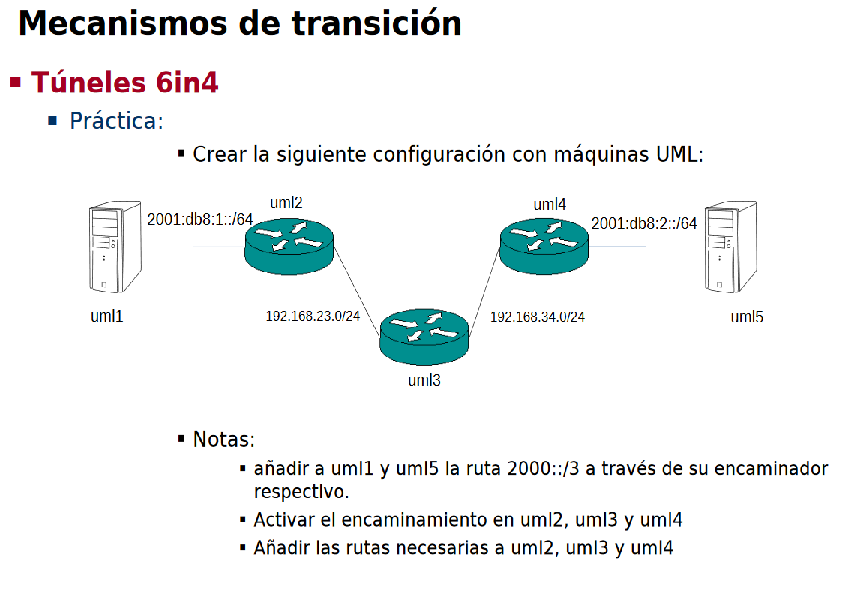 Mecanismos de transición
Túneles 6in4
Práctica:
Crear la siguiente configuración con máquinas UML:
uml2
uml4
2001:db8:1::/64
2001:db8:2::/64
uml1
192.168.23.0/24
192.168.34.0/24
uml5
uml3
Notas:
añadir a uml1 y uml5 la ruta 2000::/3 a través de su encaminador
respectIvo.
Activar el encaminamiento en uml2, uml3 y uml4
Añadir las rutas necesarias a uml2, uml3 y uml4